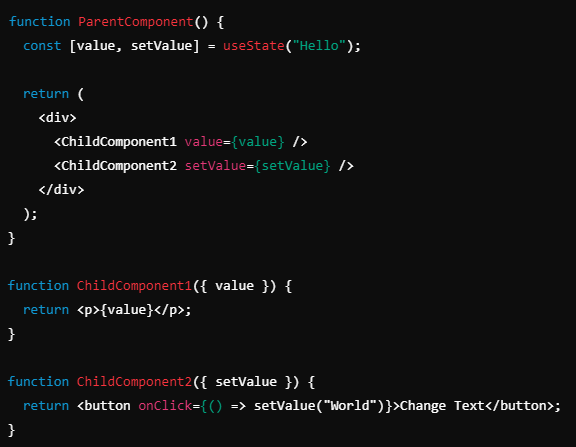 function ParentComponent() {
  const [value, setValue] = useState("Hello");

  return (
    <div>
      <ChildComponent1 value={value} />
      <ChildComponent2 setValue={setValue} />
    </div>
  );
}

function ChildComponent1({ value }) {
  return <p>{value}</p>;
}

function ChildComponent2({ setValue }) {
  return <button onClick={() => setValue("World")}>Change Text</button>;
}